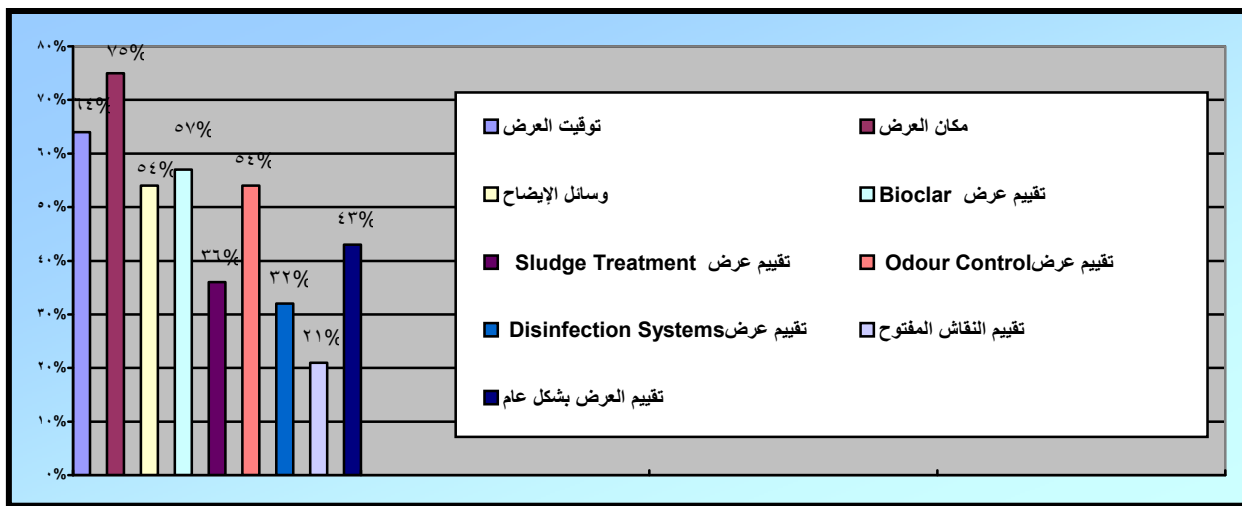 ٨٠%
٧٠%
٦٠%
٥٠%
٤٠%
٣٠%
٢٠%
١٠%
٠%
٦٤%
٧٥%
٥٤%
٥٧%
٣٦%
٥٤%
٣٢%
٢١%
٤٣%
توقيت العرض
مكان العرض
وسائل الإيضاح
تقييم عرض Bioclar
تقييم عرض Sludge Treatment
تقييم عرض Odour Control
تقييم عرض Disinfection Systems
تقييم النقاش المفتوح
تقييم العرض بشكل عام